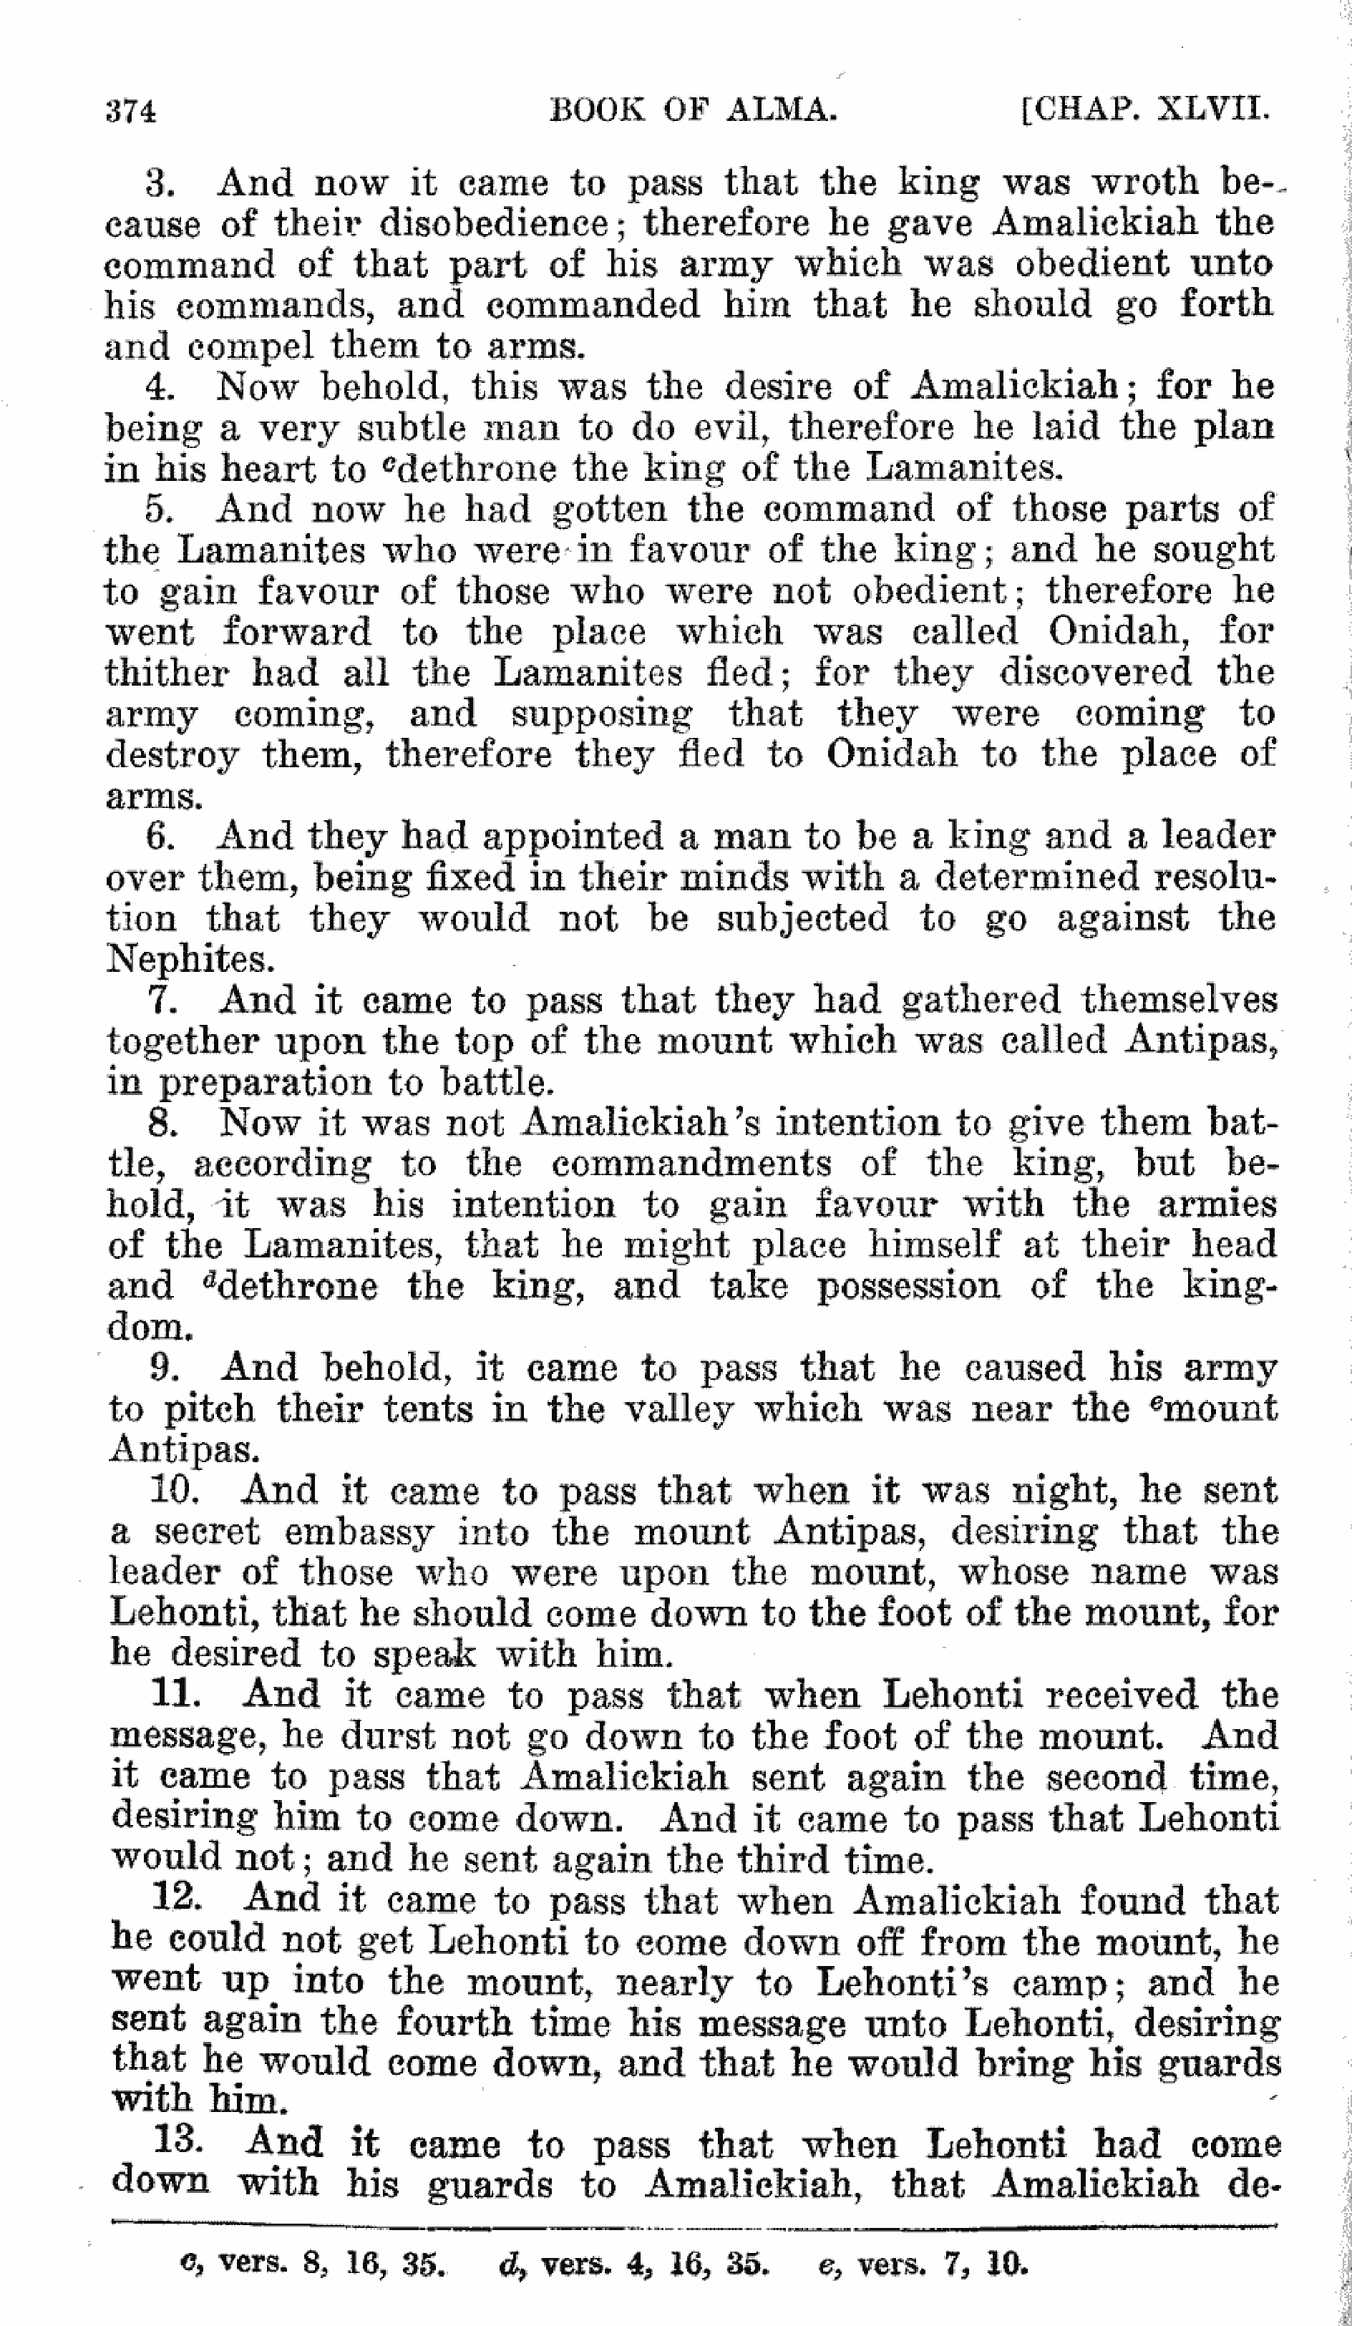 374 BOOK OF ALMA. [CHAP. XLVII.
3. And now it came to pass that the king was wroth be-
cause of their disobedience; therefore he gave Amalickiah the
command of that part of his army which was obedient unto
his commands, and commanded him that he should go forth
and compel them to arms.
4. Now behold, this was the desire of Amalickiah; for he
being a very subtle man to do evil, therefore he laid the plan
in his heart to cdethrone the king of the Lamanites.
5. And now he had gotten the command of those parts of
the Lamanites who were in favour of the king; and he sought
to gain favour of those who were not obedient; therefore he
went forward to the place which was called Onidah, for
thither had all the Lamanites fled; for they discovered the
army coming, and supposing that they were coming to
destroy them, therefore they fled to Onidah to the place of
arms.
6. And they had appointed a man to be a king and a leader
over them, being fixed in their minds with a determined resolu-
tion that they would not be subjected to go against the
Nephites.
7. And it came to pass that they had gathered themselves
together upon the top of the mount which was called Antipas,
in preparation to battle.
8. Now it was not Amalickiah's intention to give them bat-
tle, according to the commandments of the king, but be-
hold, it was his intention to gain favour with the armies
of the Lamanites, that he might place himself at their head
and ddethrone the king, and take possession of the king-
dom.
9. And behold, it came to pass that he caused his army
to pitch their tents in the valley which was near the emount
Antipas.
10. And it came to pass that when it was night, he sent
a secret embassy into the mount Antipas, desiring that the
leader of those who were upon the mount, whose name was
Lehonti, that he should come down to the foot of the mount, for
he desired to speak with him.
11. And it came to pass that when Lehonti received the
message, he durst not go down to the foot of the mount. And
it came to pass that Amalickiah sent again the second time,
desiring him to come down. And it came to pass that Lehonti
would not; and he sent again the third time.
12. And it came to pass that when Amalickiah found that
he could not get Lehonti to come down off from the mount, he
went up into the mount, nearly to Lehonti's camp; and he
sent again the fourth time his message unto Lehonti, desiring
that he would come down, and that he would bring his guards
with him.
13. And it came to pass that when Lehonti had come
down with his guards to Amalickiah, that Amalickiah de-
c, vers. 8, 16, 35. d, vers. 4, 16, 35. e, vers. 7, 10.